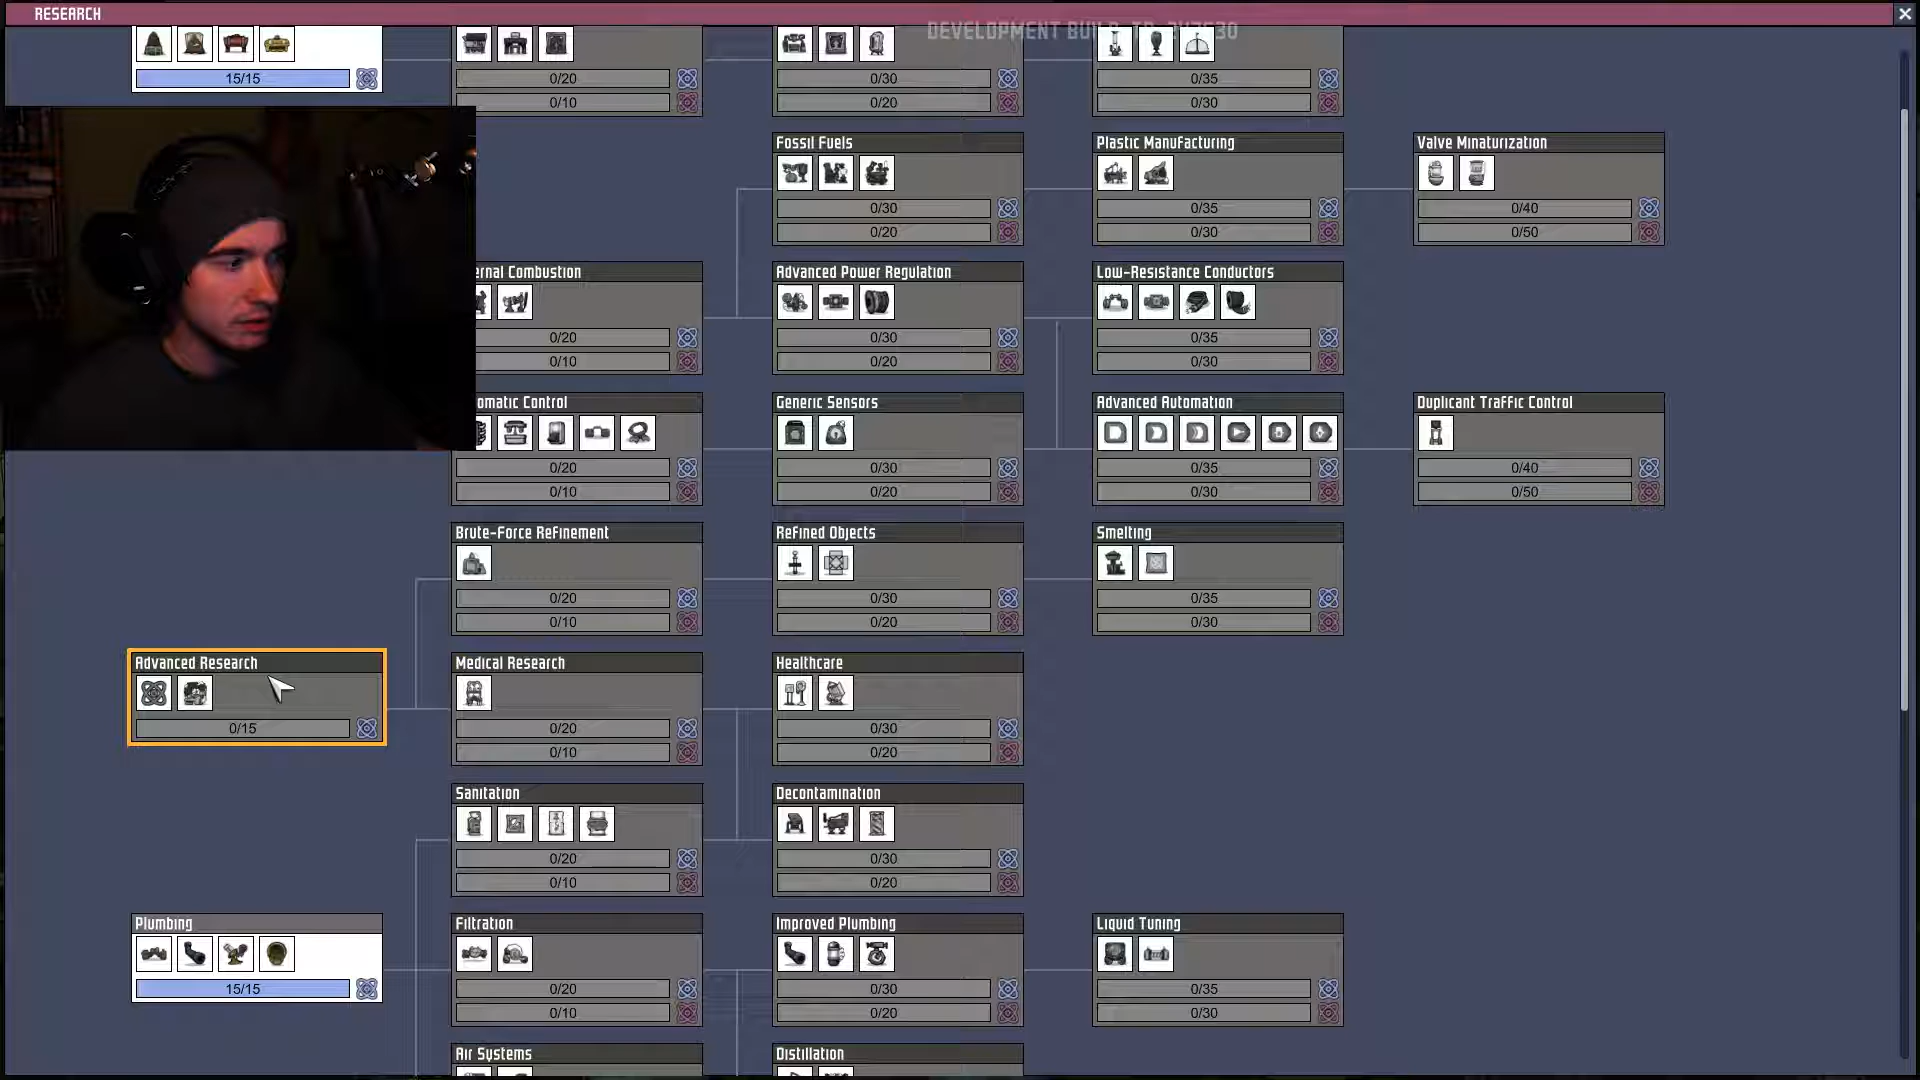 RESEARCH
15/15
0/20
0/10
0/30
0/20
0/35
0/30
Fossil Fuels
0/30
0/20
Plastic Manufacturing
0/35
0/30
Valve Minaturization
0/40
0/50
ernal Combustion
0/20
0/10
Advanced Power Regulation
0/30
0/20
Low-Resistance Conductors
0/35
0/30
omatic Control
0/20
0/10
Generic Sensors
0/30
0/20
Advanced Automation
0/35
0/30
Duplicant Traffic Control
0/40
0/50
Brute-Force Refinement
0/20
0/10
Refined Objects
0/30
0/20
Smelting
0/35
0/30
Advanced Research
0/15
Medical Research
0/20
0/10
Healthcare
0/30
0/20
Sanitation
0/20
0/10
Decontamination
0/30
0/20
Plumbing
15/15
Filtration
0/20
0/10
Improved Plumbing
0/30
0/20
Liquid Tuning
0/35
0/30
Air Systems
Distillation